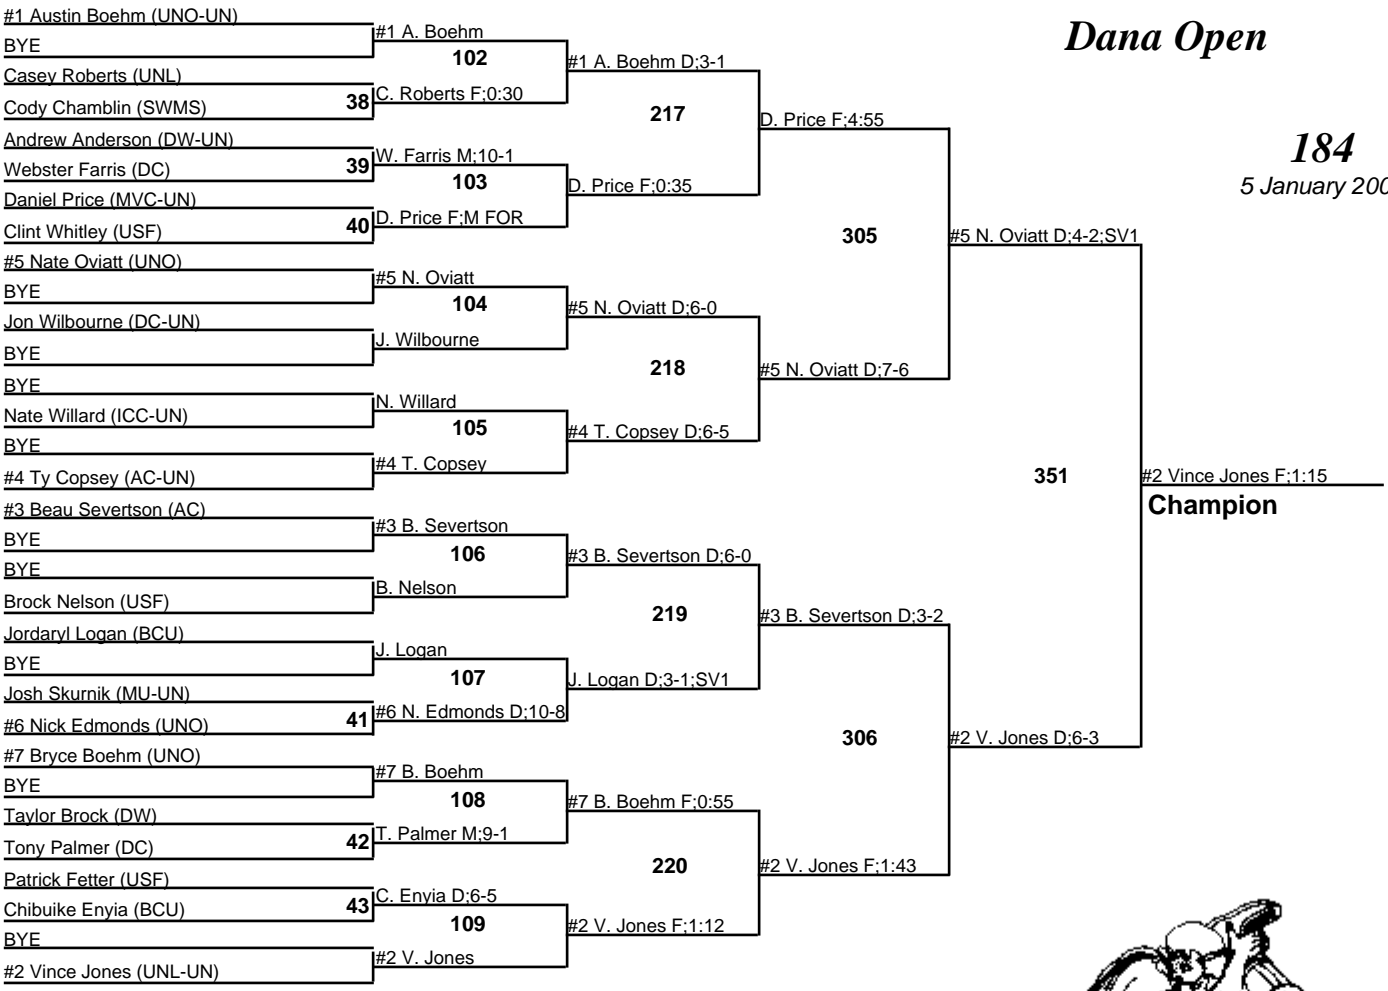 Dana Open
184
5 January 200
#1 Austin Boehm (UNO-UN)
BYE
Casey Roberts (UNL)
Cody Chamblin (SWMS)
Andrew Anderson (DW-UN)
Webster Farris (DC)
Daniel Price (MVC-UN)
Clint Whitley (USF)
#5 Nate Oviatt (UNO)
BYE
Jon Wilbourne (DC-UN)
BYE
BYE
Nate Willard (ICC-UN)
BYE
#4 Ty Copsey (AC-UN)
#3 Beau Severtson (AC)
BYE
BYE
Brock Nelson (USF)
Jordaryl Logan (BCU)
BYE
Josh Skurnik (MU-UN)
#6 Nick Edmonds (UNO)
#7 Bryce Boehm (UNO)
BYE
Taylor Brock (DW)
Tony Palmer (DC)
Patrick Fetter (USF)
Chibuike Enyia (BCU)
BYE
#2 Vince Jones (UNL-UN)
38
39
40
41
42
43
#1 A. Boehm
102
C. Roberts F;0:30
W. Farris M;10-1
103
D. Price F;M FOR
#5 N. Oviatt
104
J. Wilbourne
N. Willard
105
#4 T. Copsey
#3 B. Severtson
106
B. Nelson
J. Logan
107
#6 N. Edmonds D;10-8
#7 B. Boehm
108
T. Palmer M;9-1
C. Enyia D;6-5
109
#2 V. Jones
#1 A. Boehm D;3-1
217
D. Price F;0:35
#5 N. Oviatt D;6-0
218
#4 T. Copsey D;6-5
#3 B. Severtson D;6-0
219
J. Logan D;3-1;SV1
#7 B. Boehm F;0:55
220
#2 V. Jones F;1:12
D. Price F;4:55
305
#5 N. Oviatt D;7-6
#3 B. Severtson D;3-2
306
#2 V. Jones F;1:43
#5 N. Oviatt D;4-2;SV1
351
#2 V. Jones D;6-3
#2 Vince Jones F;1:15
Champion